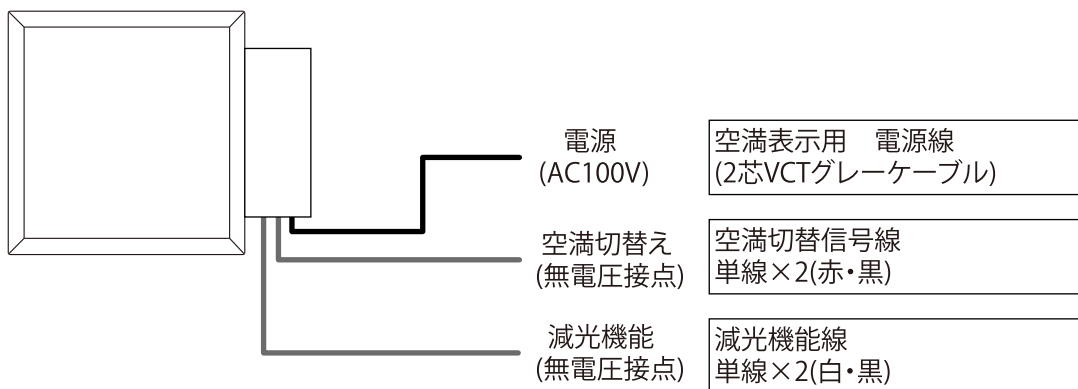 電源
(AC100V)
空満表示用　電源線
(2芯VCTグレーケーブル)
空満切替え
(無電圧接点)
空満切替信号線
単線×2(赤・黒)
減光機能
(無電圧接点)
減光機能線
単線×2(白・黒)